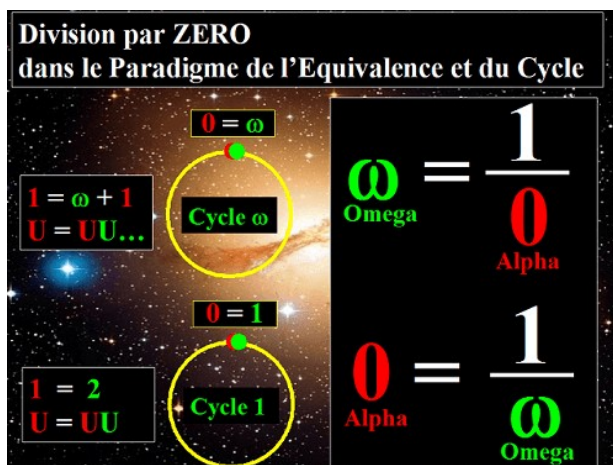 Division par ZERO
dans le Paradigme de l'Equivalence et du Cycle
0 = ω
1 = ω + 1
U = UU...
Cycle ω
0 = 1
1 = 2
U = UU
Cycle 1
ω = 1/0
Omega
Alpha
0 = 1/ω
Alpha
Omega